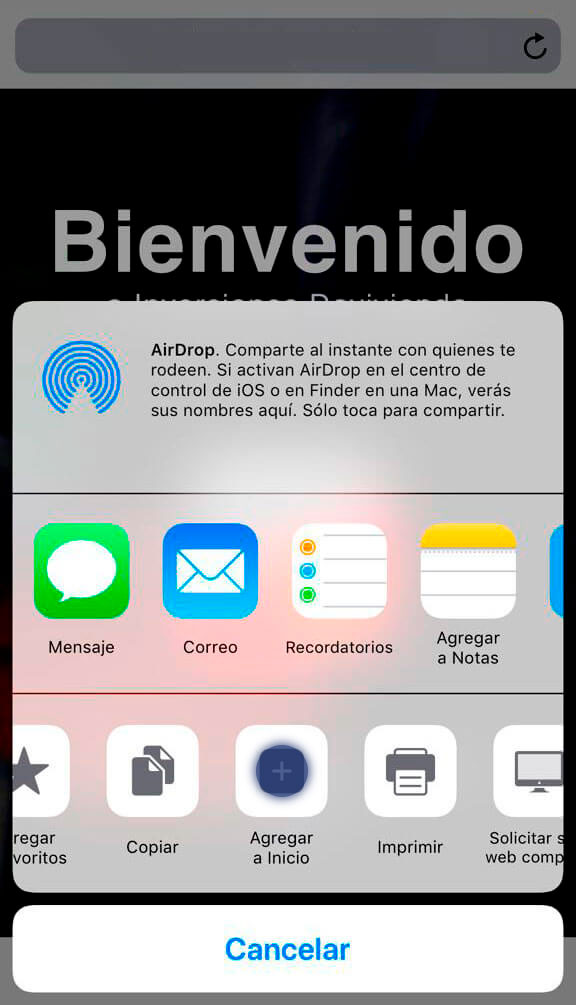 Bienvenido
AirDrop. Comparte al instante con quienes te
rodeen. Si activan AirDrop en el centro de
control de iOS o en Finder en una Mac, verás
sus nombres aquí. Sólo toca para compartir.
Mensaje
Correo
Recordatorios
Agregar
a Notas
regar
voritos
Copiar
Agregar
a Inicio
Imprimir
Solicitar s
web comp
Cancelar